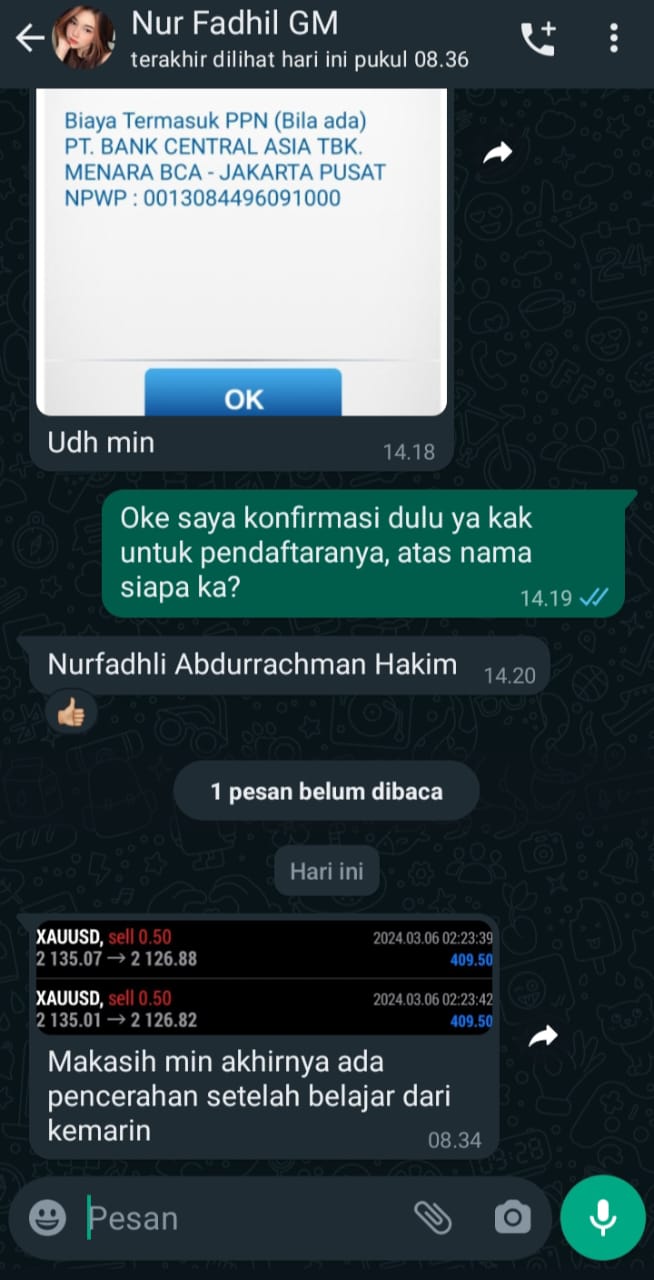 Nur Fadhil GM
terakhir dilihat hari ini pukul 08.36
Biaya Termasuk PPN (Bila ada)
PT. BANK CENTRAL ASIA TBK.
MENARA BCA - JAKARTA PUSAT
NPWP : 0013084496091000
OK
Udh min
14.18
Oke saya konfirmasi dulu ya kak
untuk pendaftaranya, atas nama
siapa ka?
14.19
Nurfadhli Abdurrachman Hakim
14.20
1 pesan belum dibaca
Hari ini
XAUUSD, sell 0.50 2024.03.06 02:23:39
2 135.07 → 2 126.88 409.50
XAUUSD, sell 0.50 2024.03.06 02:23:42
2 135.01 → 2 126.82 409.50
Makasih min akhirnya ada
pencerahan setelah belajar dari
kemarin
08.34
Pesan